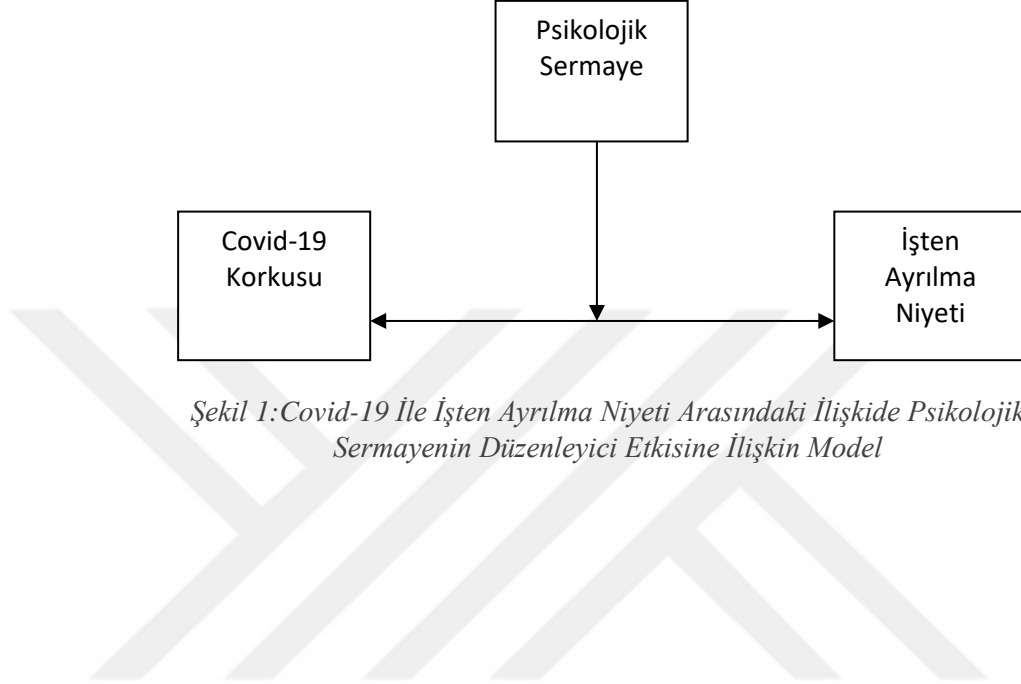 Psikolojik
Sermaye
Covid-19
Korkusu
İşten
Ayrılma
Niyeti
Şekil 1:Covid-19 İle İşten Ayrılma Niyeti Arasındaki İlişkide Psikolojik
Sermayenin Düzenleyici Etkisine İlişkin Model